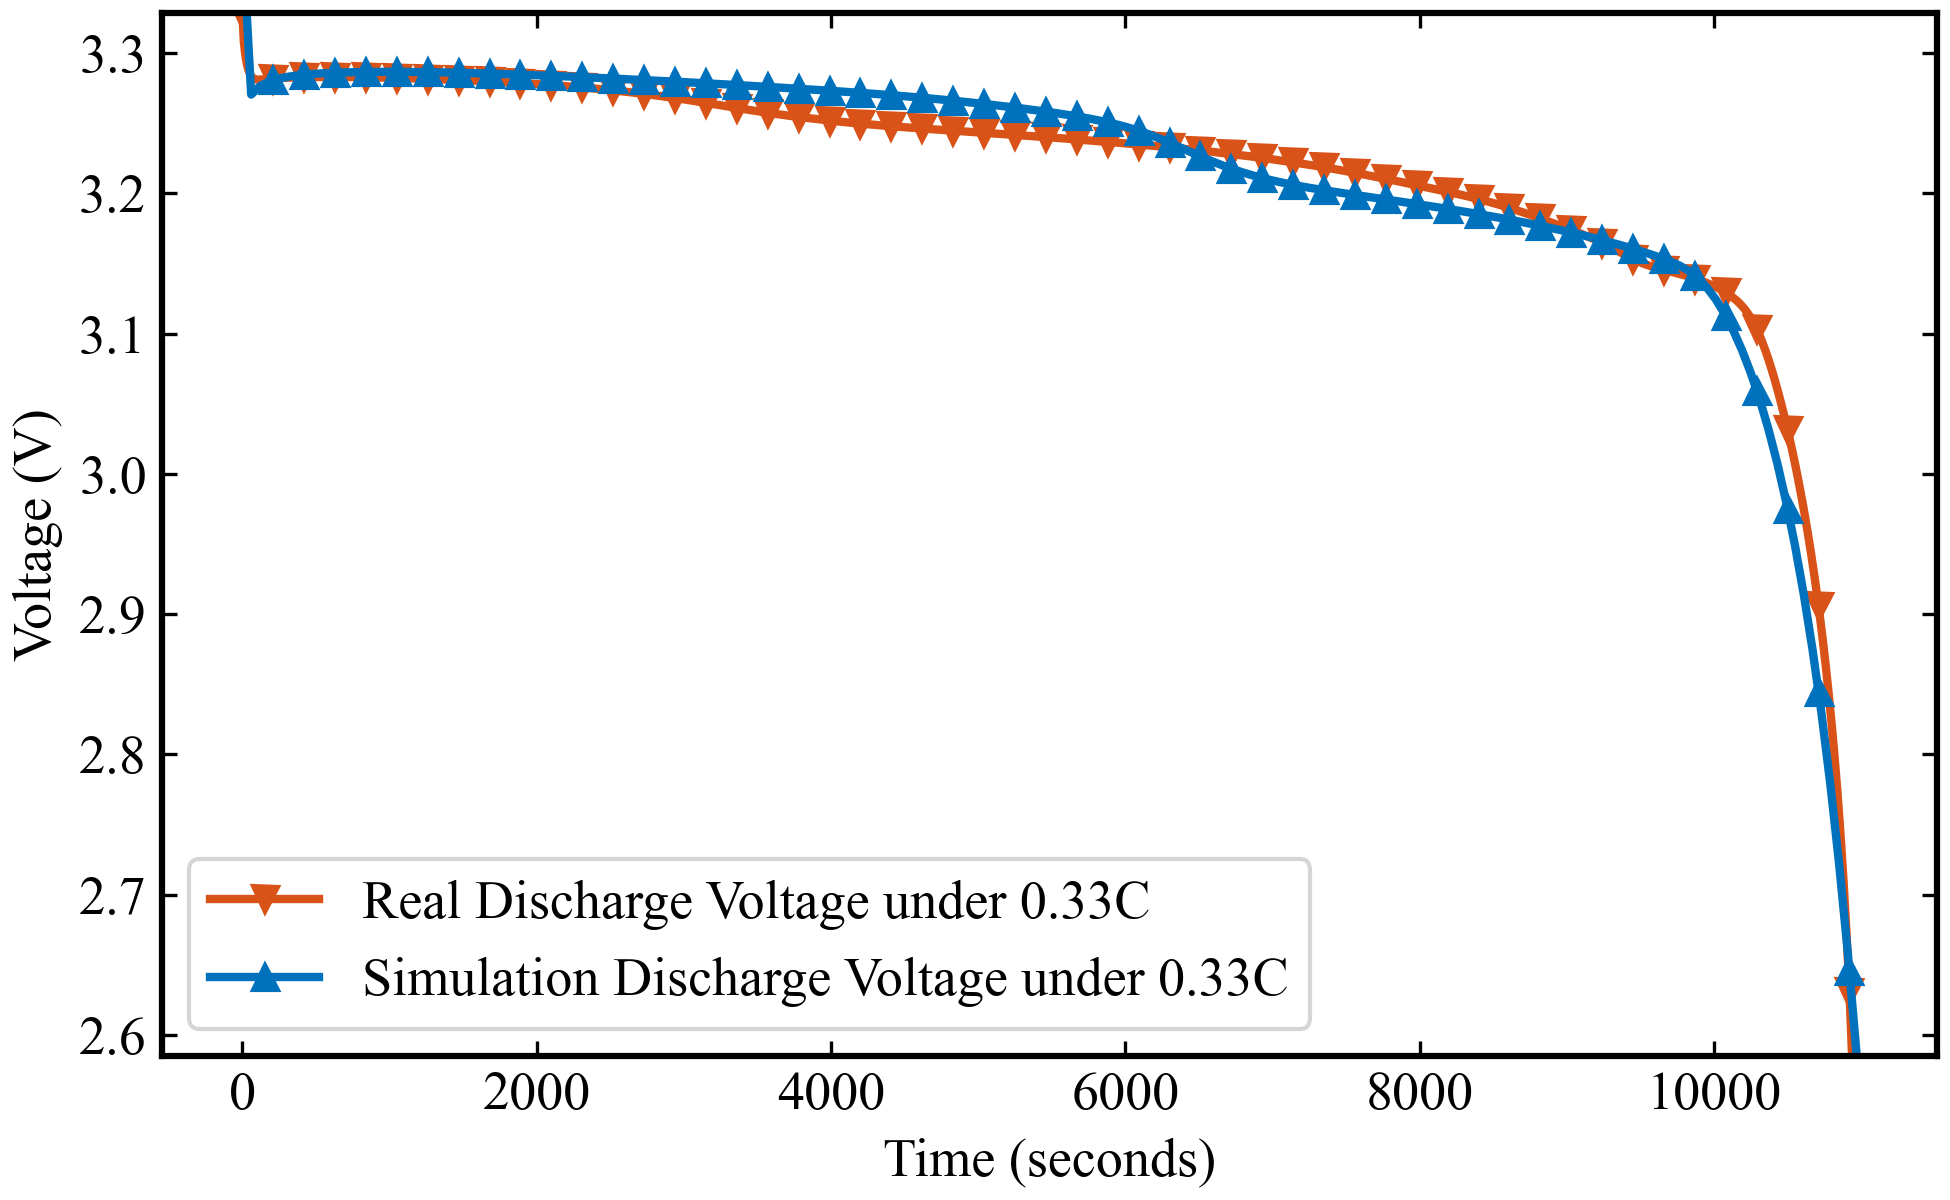 3.3
3.2
3.1
3.0
2.9
2.8
2.7
2.6
Voltage (V)
Real Discharge Voltage under 0.33C
Simulation Discharge Voltage under 0.33C
0 2000 4000 6000 8000 10000
Time (seconds)